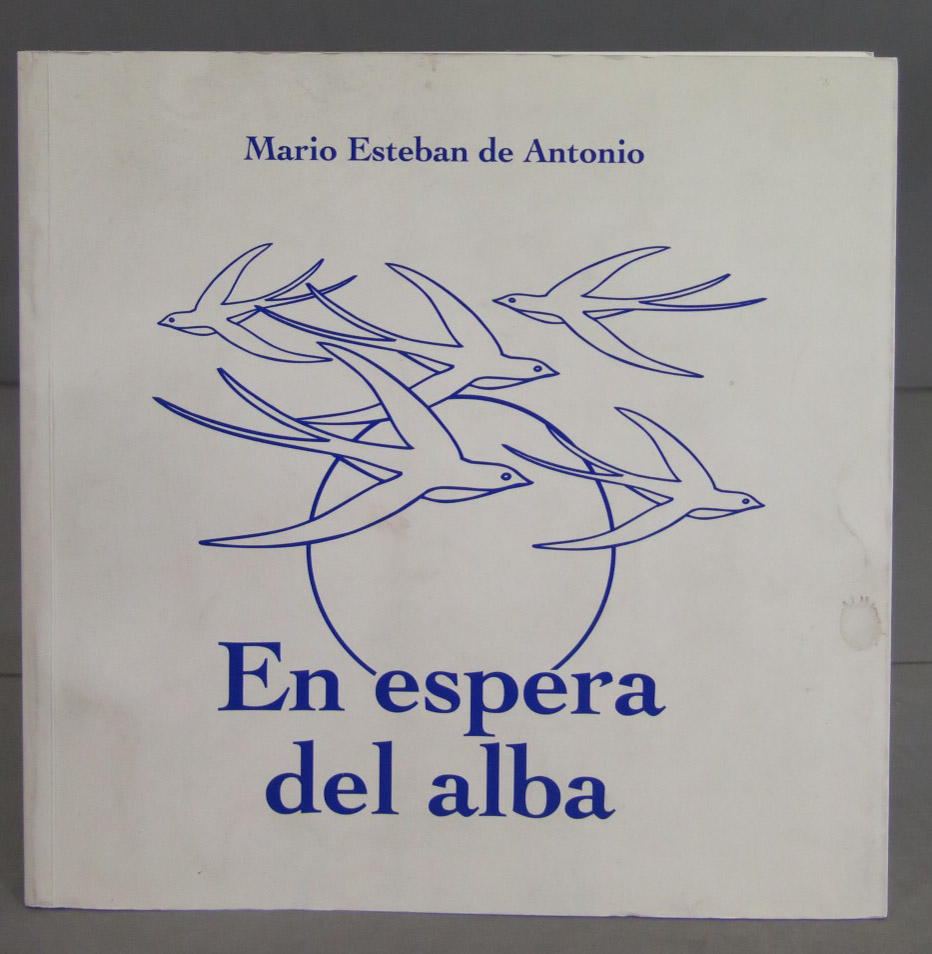 Mario Esteban de Antonio
En espera
del alba